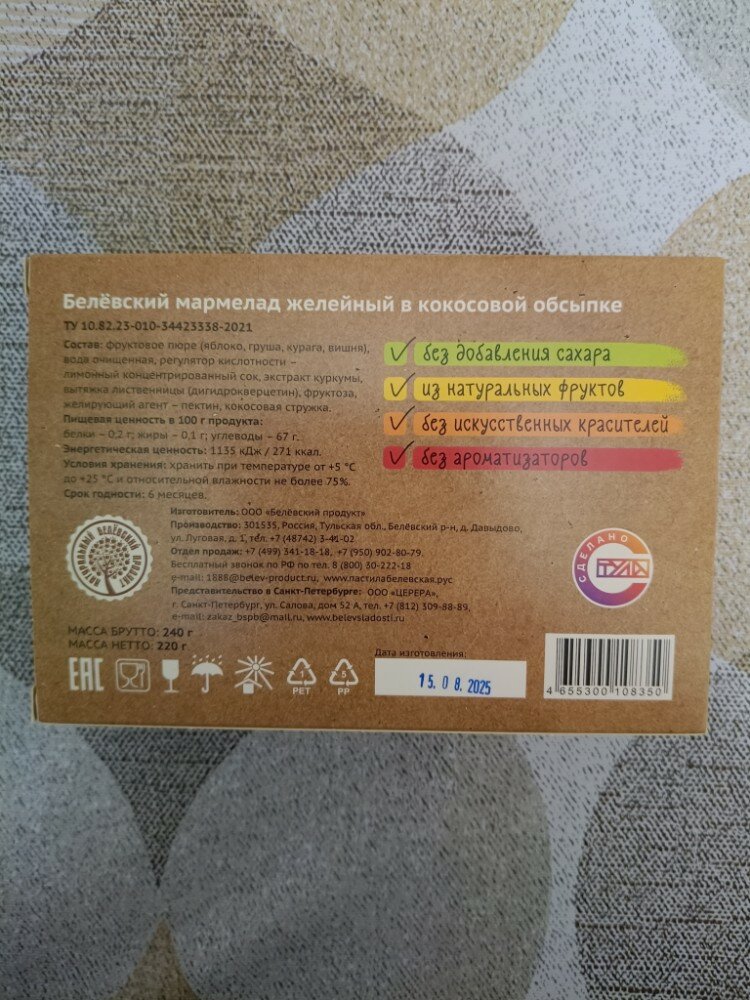 Белёвский мармелад желейный в кокосовой обсыпке
ТУ 10.82.23-010-34423338-2021
Состав: фруктовое пюре (яблоко, груша, курага, вишня),
вода очищенная, регулятор кислотности –
лимонный концентрированный сок, экстракт куркумы,
вытяжка лиственницы (дигидрокверцетин), фруктоза,
желирующий агент – пектин, кокосовая стружка.
Пищевая ценность в 100 г продукта:
белки – 0,2 г; жиры – 0,1 г; углеводы – 67 г.
Энергетическая ценность: 1135 кДж / 271 ккал.
Условия хранения: хранить при температуре от +5 °С
до +25 °С и относительной влажности не более 75%.
Срок годности: 6 месяцев.
без добавления сахара
из натуральных фруктов
без искусственных красителей
без ароматизаторов
Изготовитель: ООО «Белёвский продукт»
Производство: 301535, Россия, Тульская обл., Белёвский р-н, д. Давыдово,
ул. Луговая, д. 1, тел. +7 (48742) 3-41-02
Отдел продаж: +7 (499) 341-18-18, +7 (950) 902-80-79.
Бесплатный звонок по РФ по тел. 8 (800) 30-222-18
e-mail: 1888@belev-product.ru, www.пастилабелевская.рус
Представительство в Санкт-Петербурге: ООО «ЦЕРЕРА»,
г. Санкт-Петербург, ул. Салова, дом 52 А, тел. +7 (812) 309-88-89,
e-mail: zakaz_bspb@mail.ru, www.belevsladosti.ru
НАТУРАЛЬНЫЙ БЕЛЁВСКИЙ ПРОДУКТ
СДЕЛАНО
ТУЛА
МАССА БРУТТО: 240 г
МАССА НЕТТО: 220 г
EAC
1
PET
5
PP
Дата изготовления:
15.08.2025
4 655300 108350